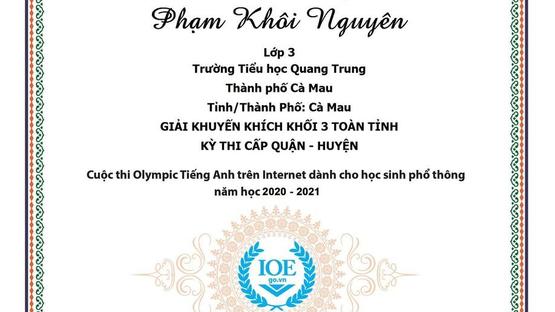 Phạm Khôi Nguyên
Lớp 3
Trường Tiểu học Quang Trung
Thành phố Cà Mau
Tỉnh/Thành Phố: Cà Mau
GIẢI KHUYẾN KHÍCH KHỐI 3 TOÀN TỈNH
KỲ THI CẤP QUẬN - HUYỆN
Cuộc thi Olympic Tiếng Anh trên Internet dành cho học sinh phổ thông
năm học 2020 - 2021
IOE
go.vn